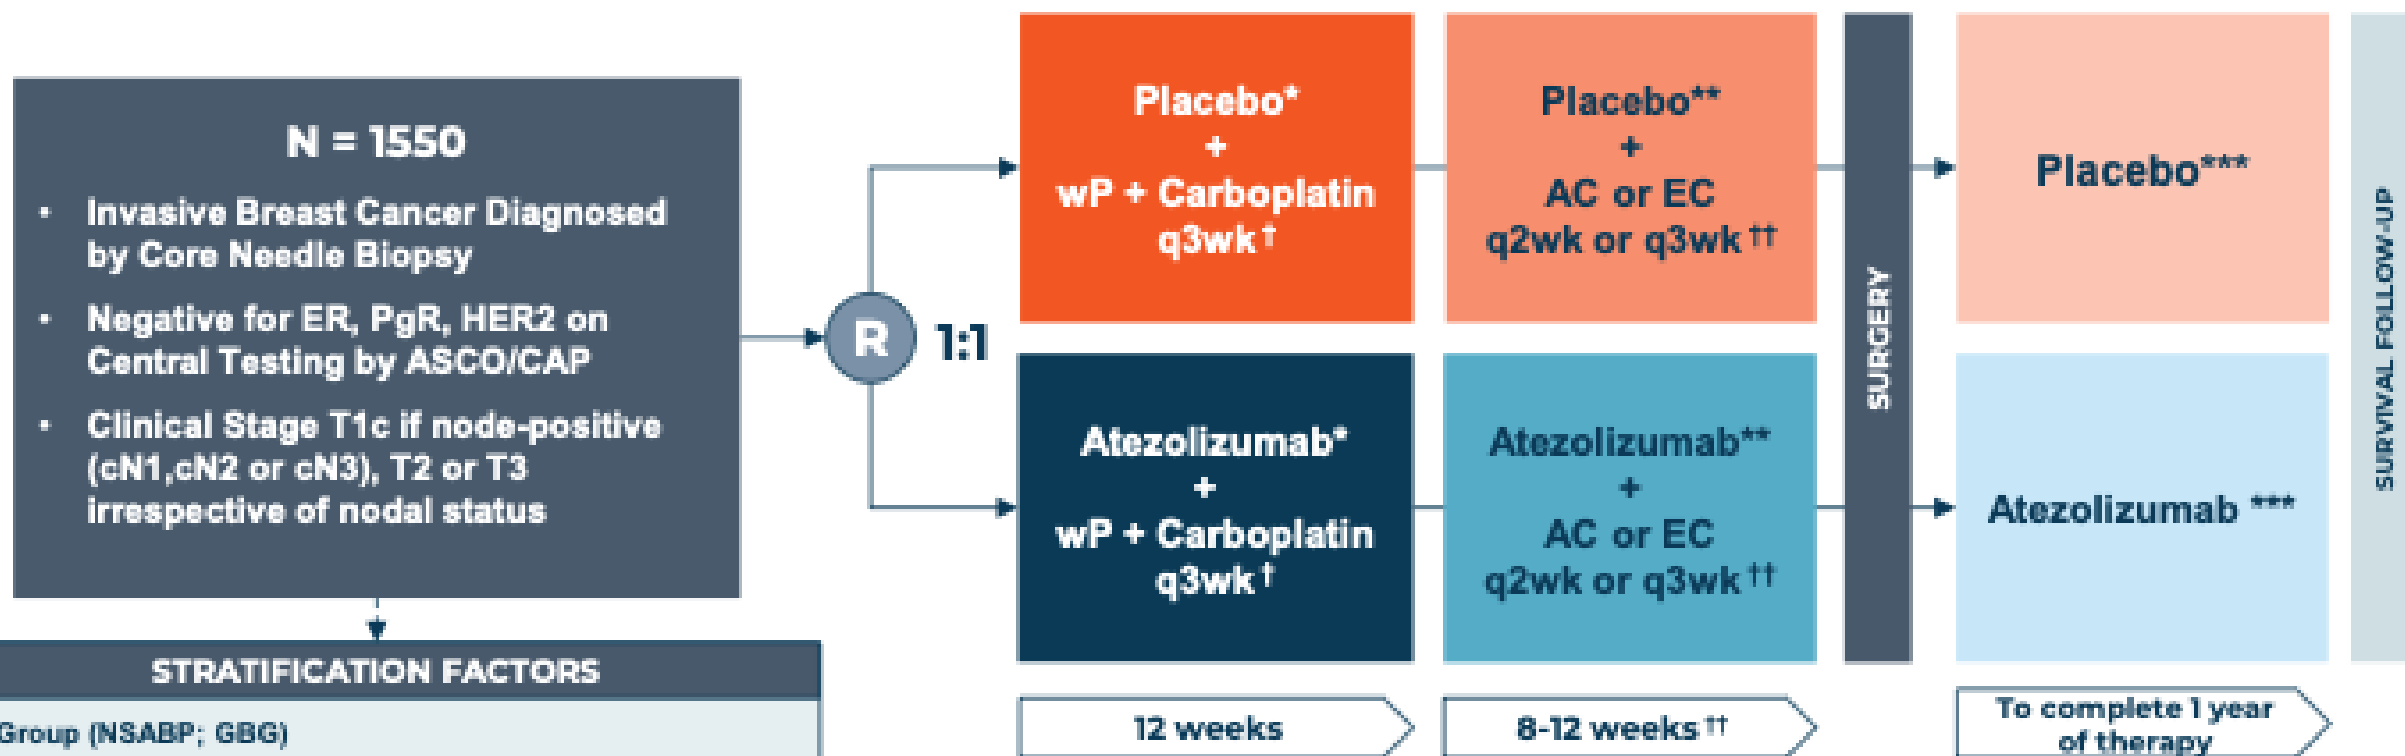 N = 1550
• Invasive Breast Cancer Diagnosed
by Core Needle Biopsy
• Negative for ER, PgR, HER2 on
Central Testing by ASCO/CAP
• Clinical Stage T1c if node-positive
(cN1,cN2 or cN3), T2 or T3
irrespective of nodal status
STRATIFICATION FACTORS
Group (NSABP; GBG)
R
1:1
Placebo*
+
wP + Carboplatin
q3wk †
Placebo**
+
AC or EC
q2wk or q3wk ††
Atezolizumab*
+
wP + Carboplatin
q3wk †
Atezolizumab**
+
AC or EC
q2wk or q3wk ††
SURGERY
Placebo***
Atezolizumab ***
SURVIVAL FOLLOW-UP
12 weeks
8-12 weeks ††
To complete 1 year
of therapy